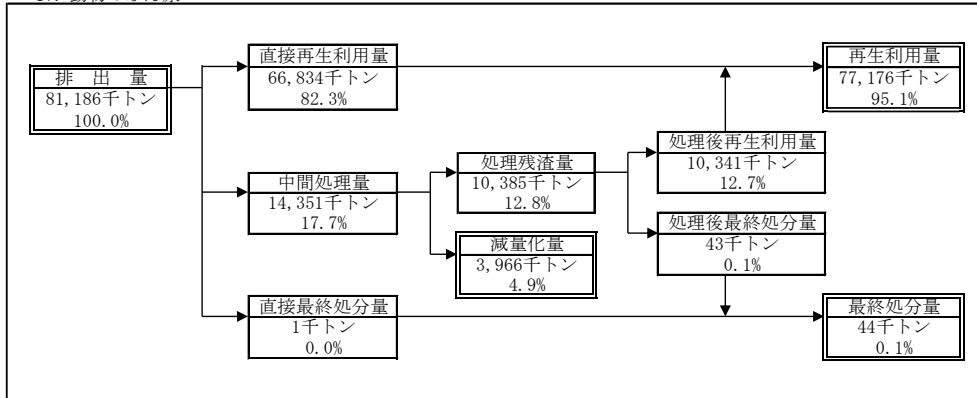 排 出 量
81,186千トン
100.0%
直接再生利用量
66,834千トン
82.3%
再生利用量
77,176千トン
95.1%
中間処理量
14,351千トン
17.7%
処理残渣量
10,385千トン
12.8%
処理後再生利用量
10,341千トン
12.7%
減量化量
3,966千トン
4.9%
処理後最終処分量
43千トン
0.1%
直接最終処分量
1千トン
0.0%
最終処分量
44千トン
0.1%